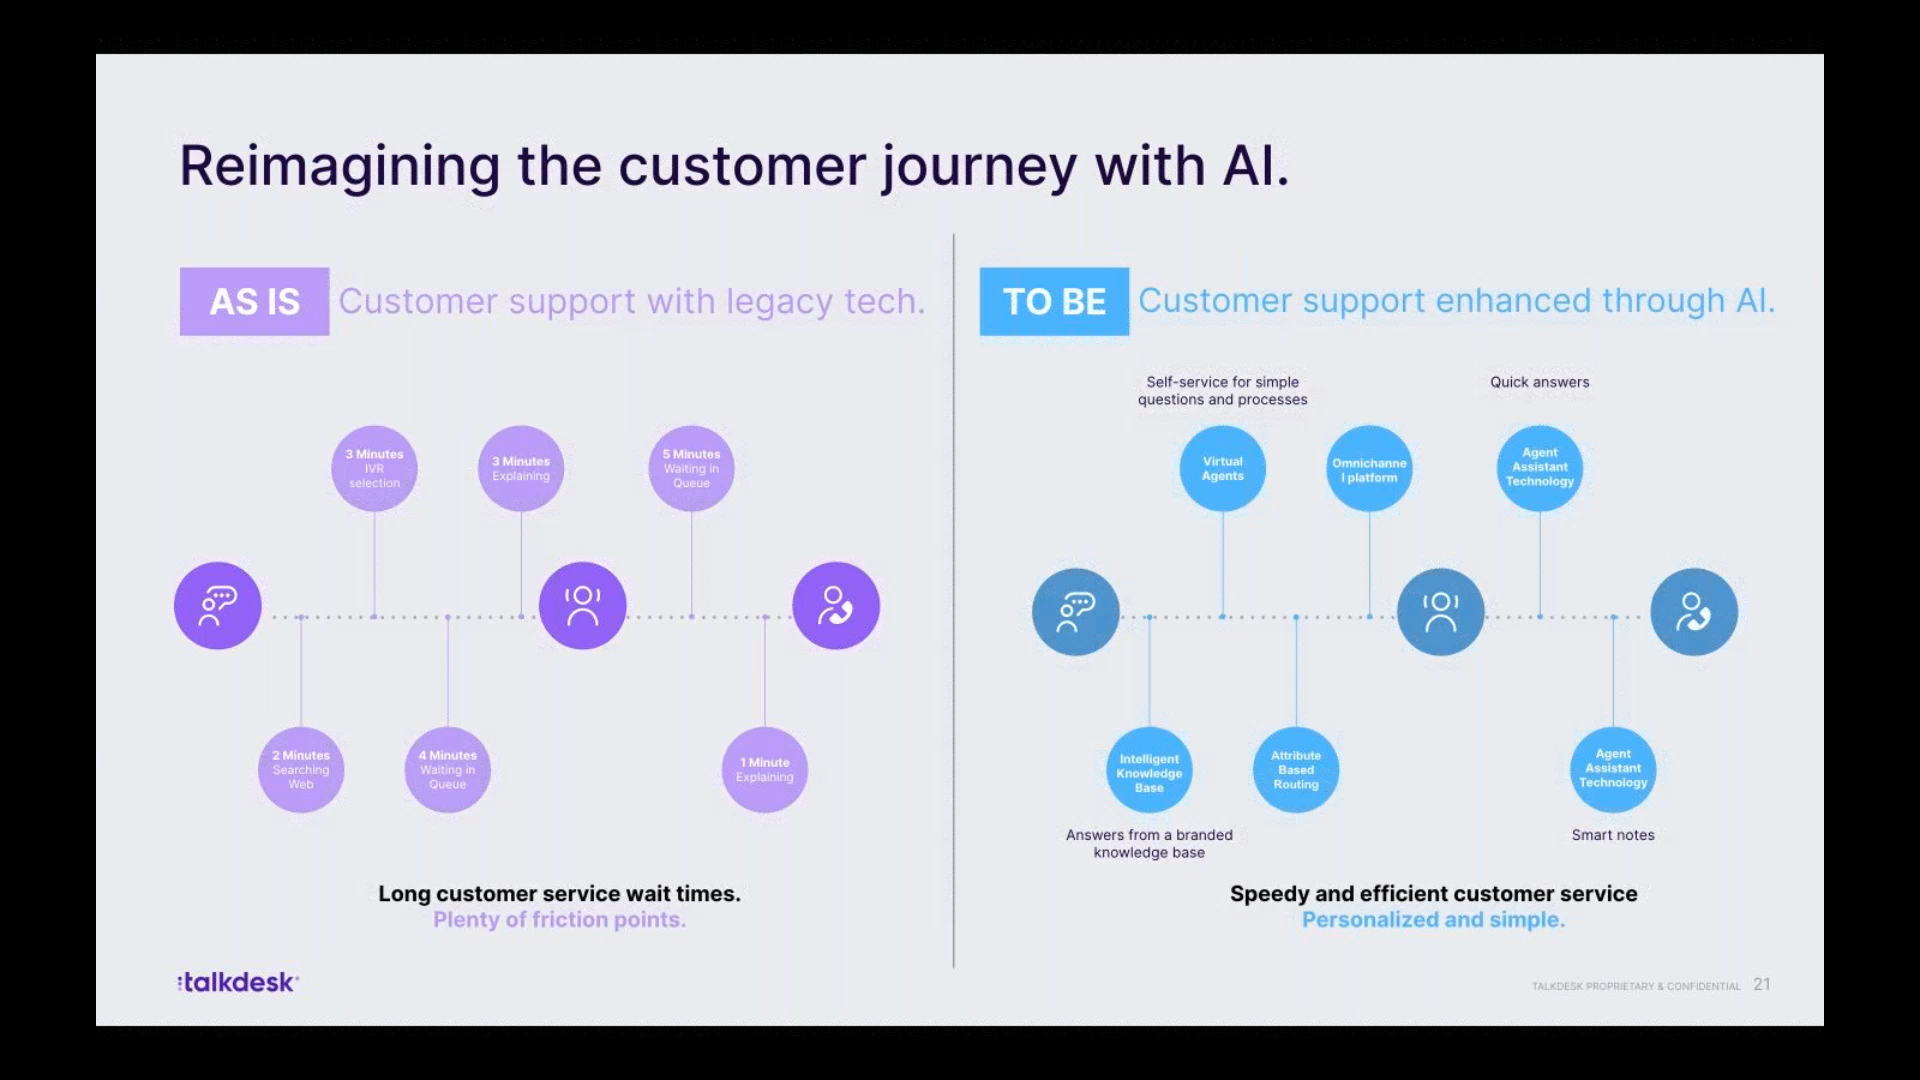 Reimagining the customer journey with AI.
AS IS
Customer support with legacy tech.
3 Minutes
IVR
selection
3 Minutes
Explaining
5 Minutes
Waiting in
Queue
2 Minutes
Searching
Web
4 Minutes
Waiting in
Queue
1 Minute
Explaining
Long customer service wait times.
Plenty of friction points.
TO BE
Customer support enhanced through AI.
Self-service for simple
questions and processes
Quick answers
Virtual
Agents
Omnichanne
l platform
Agent
Assistant
Technology
Intelligent
Knowledge
Base
Attribute
Based
Routing
Agent
Assistant
Technology
Answers from a branded
knowledge base
Smart notes
Speedy and efficient customer service
Personalized and simple.
:talkdesk
TALKDESK PROPRIETARY & CONFIDENTIAL 21